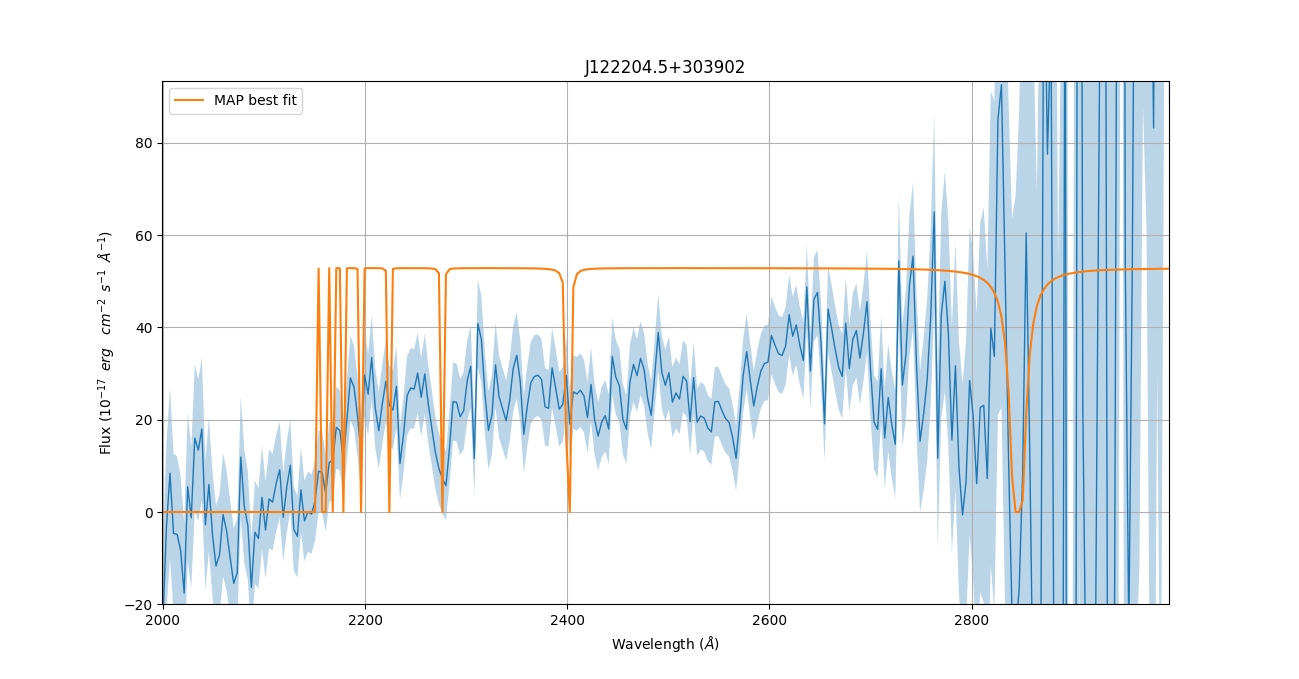 J122204.5+303902
MAP best fit
80
60
40
20
0
−20
Flux (10⁻¹⁷ erg cm⁻² s⁻¹ Å⁻¹)
2000 2200 2400 2600 2800
Wavelength (Å)